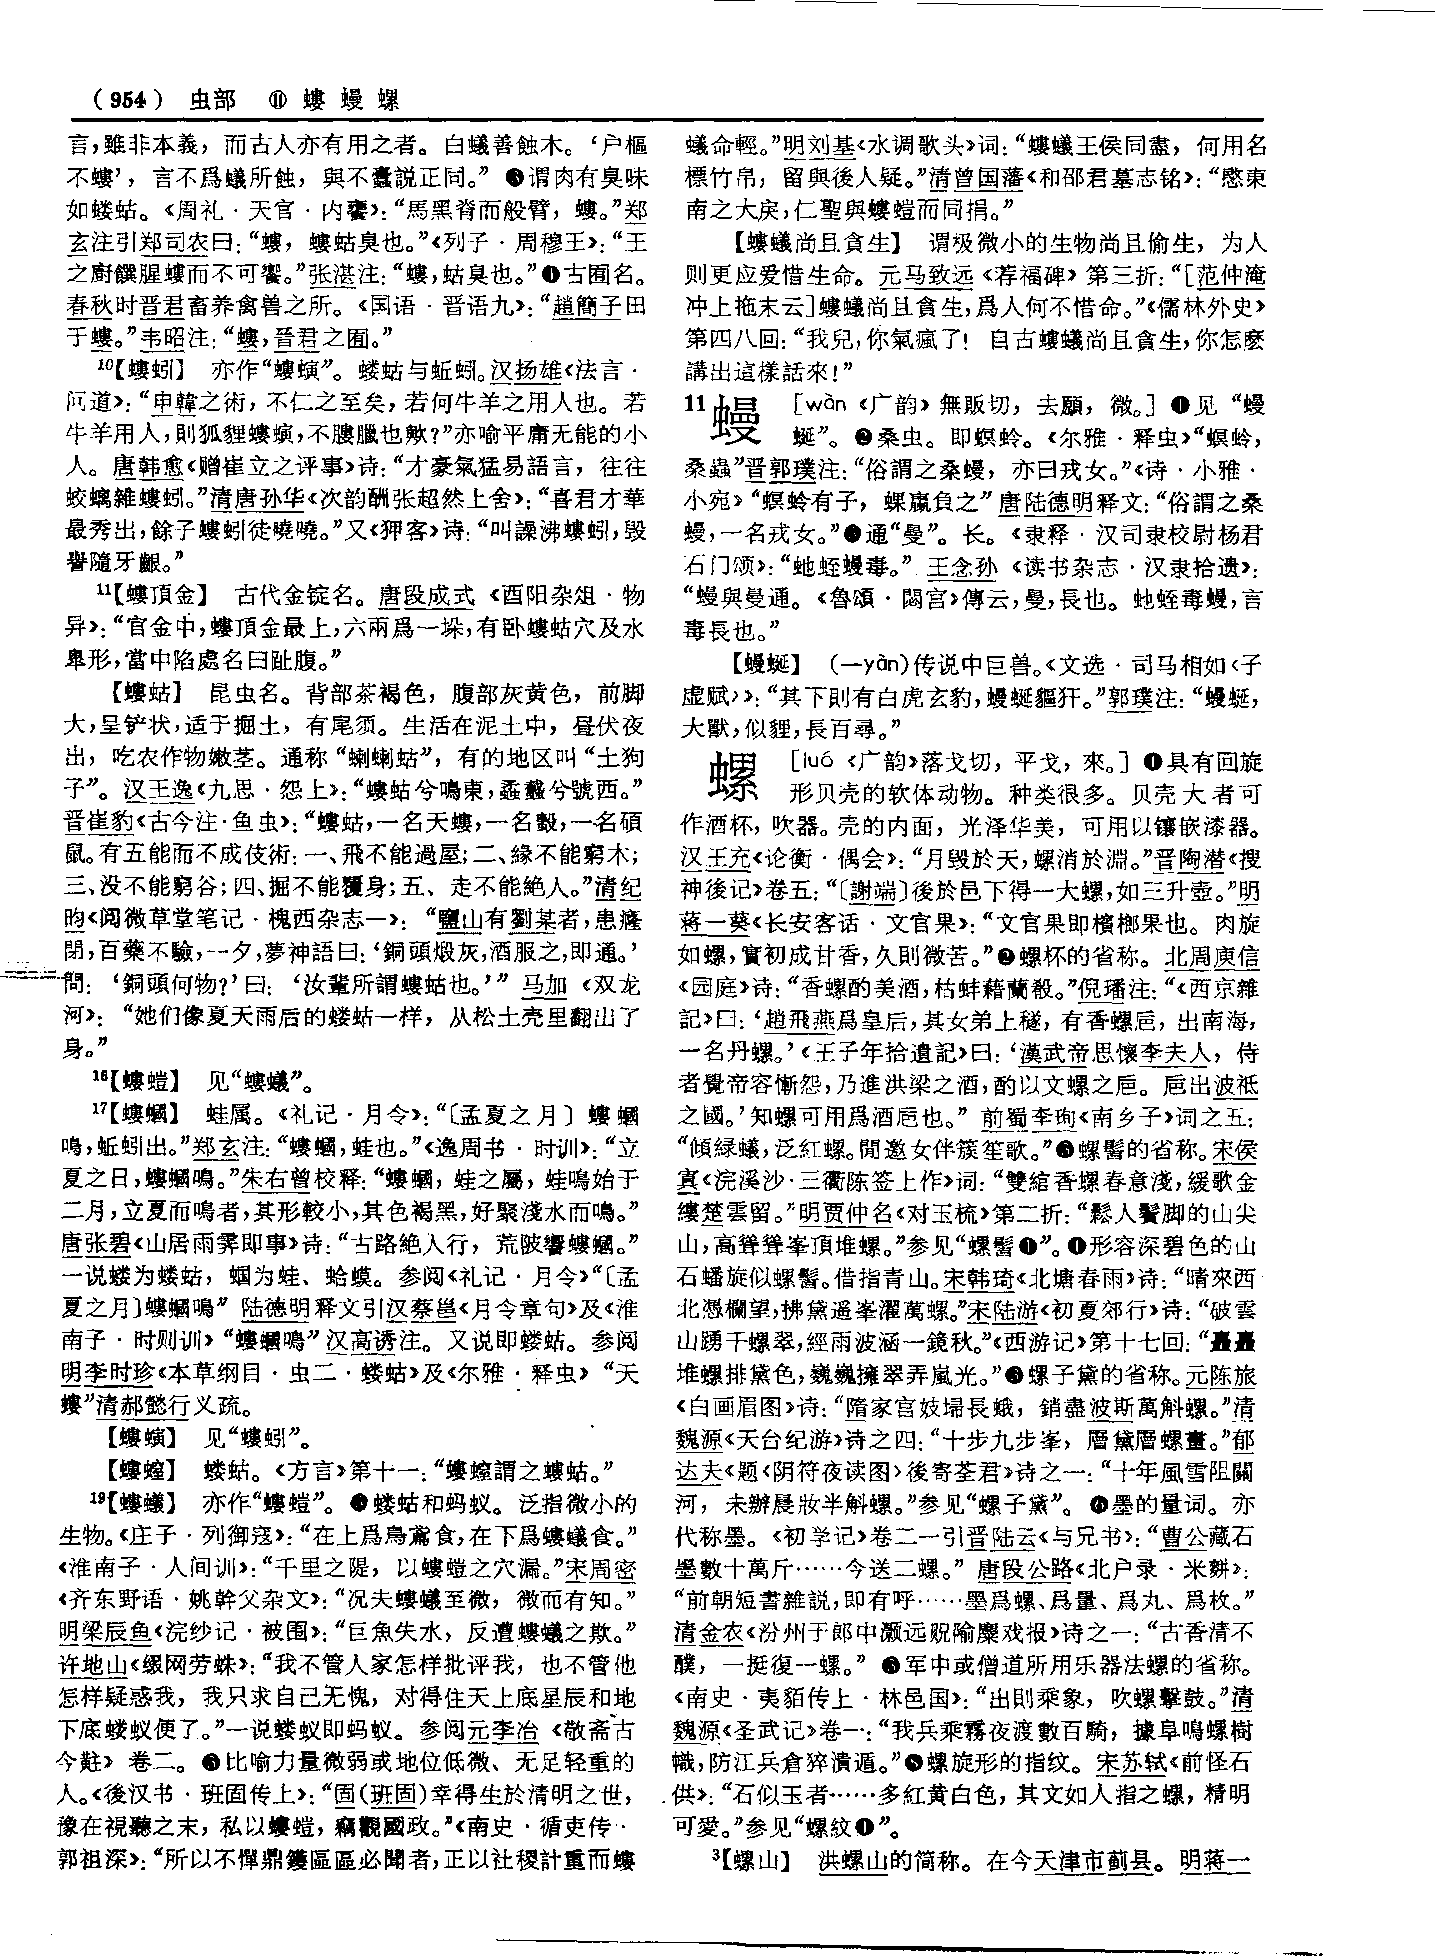 （954） 虫部 ⑪ 螻 蟃 螺
言，雖非本義，而古人亦有用之者。白蟻善蝕木。‘户樞
不螻’，言不爲蟻所蝕，與不蠹説正同。”❸谓肉有臭味
如蝼蛄。《周礼·天官·内饔》：“馬黑脊而般臂，螻。”郑
玄注引郑司农曰：“螻，螻蛄臭也。”《列子·周穆王》：“王
之廚饌腥螻而不可饗。”张湛注：“螻，蛄臭也。”❹古囿名。
春秋时晋君畜养禽兽之所。《国语·晋语九》：“趙簡子田
于螻。”韦昭注：“螻，晉君之囿。”
10【螻蚓】 亦作“螻螾”。蝼蛄与蚯蚓。汉扬雄《法言·
问道》：“申韓之術，不仁之至矣，若何牛羊之用人也。若
牛羊用人，則狐貍螻螾，不膢臘也歟？”亦喻平庸无能的小
人。唐韩愈《赠崔立之评事》诗：“才豪氣猛易語言，往往
蛟螭雜螻蚓。”清唐孙华《次韵酬张超然上舍》：“喜君才華
最秀出，餘子螻蚓徒嘵嘵。”又《狎客》诗：“叫譟沸螻蚓，毁
譽隨牙齦。”
11【螻頂金】 古代金锭名。唐段成式《酉阳杂俎·物
异》：“官金中，螻頂金最上，六兩爲一垛，有卧螻蛄穴及水
臯形，當中陷處名曰趾腹。”
【螻蛄】 昆虫名。背部茶褐色，腹部灰黄色，前脚
大，呈铲状，适于掘土，有尾须。生活在泥土中，昼伏夜
出，吃农作物嫩茎。通称“蝲蝲蛄”，有的地区叫“土狗
子”。汉王逸《九思·怨上》：“螻蛄兮鳴東，蟊蠽兮號西。”
晋崔豹《古今注·鱼虫》：“螻蛄，一名天螻，一名㲉，一名碩
鼠。有五能而不成伎術：一、飛不能過屋；二、緣不能窮木；
三、没不能窮谷；四、掘不能覆身；五、走不能絶人。”清纪
昀《阅微草堂笔记·槐西杂志一》：“鹽山有劉某者，患癃
閉，百藥不驗，一夕，夢神語曰：‘銅頭煅灰，酒服之，即通。’
問：‘銅頭何物？’曰：‘汝輩所謂螻蛄也。’”马加《双龙
河》：“她们像夏天雨后的蝼蛄一样，从松土壳里翻出了
身。”
16【螻螘】 见“螻蟻”。
17【螻蟈】 蛙属。《礼记·月令》：“〔孟夏之月〕螻蟈
鳴，蚯蚓出。”郑玄注：“螻蟈，蛙也。”《逸周书·时训》：“立
夏之日，螻蟈鳴。”朱右曾校释：“螻蟈，蛙之屬，蛙鳴始于
二月，立夏而鳴者，其形較小，其色褐黑，好聚淺水而鳴。”
唐张碧《山居雨霁即事》诗：“古路絶人行，荒陂響螻蟈。”
一说蝼为蝼蛄，蝈为蛙、蛤蟆。参阅《礼记·月令》“〔孟
夏之月〕螻蟈鳴”陆德明释文引汉蔡邕《月令章句》及《淮
南子·时则训》“螻蟈鳴”汉高诱注。又说即蝼蛄。参阅
明李时珍《本草纲目·虫二·蝼蛄》及《尔雅·释虫》“天
螻”清郝懿行义疏。
【螻螾】 见“螻蚓”。
【螻螲】 蝼蛄。《方言》第十一：“螻螲謂之螻蛄。”
19【螻蟻】 亦作“螻螘”。❶蝼蛄和蚂蚁。泛指微小的
生物。《庄子·列御寇》：“在上爲鳥鳶食，在下爲螻蟻食。”
《淮南子·人间训》：“千里之隄，以螻螘之穴漏。”宋周密
《齐东野语·姚幹父杂文》：“况夫螻蟻至微，微而有知。”
明梁辰鱼《浣纱记·被围》：“巨魚失水，反遭螻蟻之欺。”
许地山《缀网劳蛛》：“我不管人家怎样批评我，也不管他
怎样疑惑我，我只求自己无愧，对得住天上底星辰和地
下底蝼蚁便了。”一说蝼蚁即蚂蚁。参阅元李冶《敬斋古
今黈》卷二。❷比喻力量微弱或地位低微、无足轻重的
人。《後汉书·班固传上》：“固（班固）幸得生於清明之世，
豫在視聽之末，私以螻螘，竊觀國政。”《南史·循吏传·
郭祖深》：“所以不憚鼎鑊區區必聞者，正以社稷計重而螻
蟻命輕。”明刘基《水调歌头》词：“螻蟻王侯同盡，何用名
標竹帛，留與後人疑。”清曾国藩《和邵君墓志铭》：“愍東
南之大戾，仁聖與螻螘而同捐。”
【螻蟻尚且貪生】 谓极微小的生物尚且偷生，为人
则更应爱惜生命。元马致远《荐福碑》第三折：“[范仲淹
冲上拖末云]螻蟻尚且貪生，爲人何不惜命。”《儒林外史》
第四八回：“我兒，你氣瘋了！自古螻蟻尚且貪生，你怎麽
講出這樣話來！”
11蟃 [wàn《广韵》無販切，去願，微。] ❶见“蟃
蜒”。❷桑虫。即螟蛉。《尔雅·释虫》“螟蛉，
桑蟲”晋郭璞注：“俗謂之桑蟃，亦曰戎女。”《诗·小雅·
小宛》“螟蛉有子，蜾蠃負之”唐陆德明释文：“俗謂之桑
蟃，一名戎女。”❸通“曼”。长。《隶释·汉司隶校尉杨君
石门颂》：“虵蛭蟃毒。”王念孙《读书杂志·汉隶拾遗》：
“蟃與曼通。《魯頌·閟宫》傳云，曼，長也。虵蛭毒蟃，言
毒長也。”
【蟃蜒】 （—yàn）传说中巨兽。《文选·司马相如〈子
虚赋〉》：“其下則有白虎玄豹，蟃蜒貙犴。”郭璞注：“蟃蜒，
大獸，似貍，長百尋。”
螺 [luó《广韵》落戈切，平戈，來。] ❶具有回旋
形贝壳的软体动物。种类很多。贝壳大者可
作酒杯，吹器。壳的内面，光泽华美，可用以镶嵌漆器。
汉王充《论衡·偶会》：“月毁於天，螺消於淵。”晋陶潜《搜
神後记》卷五：“〔謝端〕後於邑下得一大螺，如三升壺。”明
蒋一葵《长安客话·文官果》：“文官果即檳榔果也。肉旋
如螺，實初成甘香，久則微苦。”❷螺杯的省称。北周庾信
《园庭》诗：“香螺酌美酒，枯蚌藉蘭殽。”倪璠注：“《西京雜
記》曰：‘趙飛燕爲皇后，其女弟上襚，有香螺巵，出南海，
一名丹螺。’《王子年拾遺記》曰：‘漢武帝思懷李夫人，侍
者覺帝容慚怨，乃進洪梁之酒，酌以文螺之巵。巵出波祗
之國。’知螺可用爲酒巵也。”前蜀李珣《南乡子》词之五：
“傾緑蟻，泛紅螺。閒邀女伴簇笙歌。”❸螺髻的省称。宋侯
寘《浣溪沙·三衢陈签上作》词：“雙綰香螺春意淺，緩歌金
縷楚雲留。”明贾仲名《对玉梳》第二折：“鬆人鬢脚的山尖
山，高聳聳峯頂堆螺。”参见“螺髻❶”。❹形容深碧色的山
石蟠旋似螺髻。借指青山。宋韩琦《北塘春雨》诗：“晴來西
北憑欄望，拂黛遥峯濯萬螺。”宋陆游《初夏郊行》诗：“破雲
山踴千螺翠，經雨波涵一鏡秋。”《西游记》第十七回：“矗矗
堆螺排黛色，巍巍擁翠弄嵐光。”❺螺子黛的省称。元陈旅
《白画眉图》诗：“隋家宫妓埽長蛾，銷盡波斯萬斛螺。”清
魏源《天台纪游》诗之四：“十步九步峯，層黛層螺畫。”郁
达夫《题〈阴符夜读图〉後寄荃君》诗之一：“十年風雪阻關
河，未辦晨妝半斛螺。”参见“螺子黛”。❻墨的量词。亦
代称墨。《初学记》卷二一引晋陆云《与兄书》：“曹公藏石
墨數十萬斤……今送二螺。”唐段公路《北户录·米䴵》：
“前朝短書雜説，即有呼……墨爲螺、爲量、爲丸、爲枚。”
清金农《汾州于郎中灏远贶隃麋戏报》诗之一：“古香清不
醭，一挺復一螺。”❼军中或僧道所用乐器法螺的省称。
《南史·夷貊传上·林邑国》：“出則乘象，吹螺擊鼓。”清
魏源《圣武记》卷一：“我兵乘霧夜渡數百騎，據阜鳴螺樹
幟，防江兵倉猝潰遁。”❽螺旋形的指纹。宋苏轼《前怪石
供》：“石似玉者……多紅黄白色，其文如人指之螺，精明
可愛。”参见“螺紋❶”。
3【螺山】 洪螺山的简称。在今天津市蓟县。明蒋一